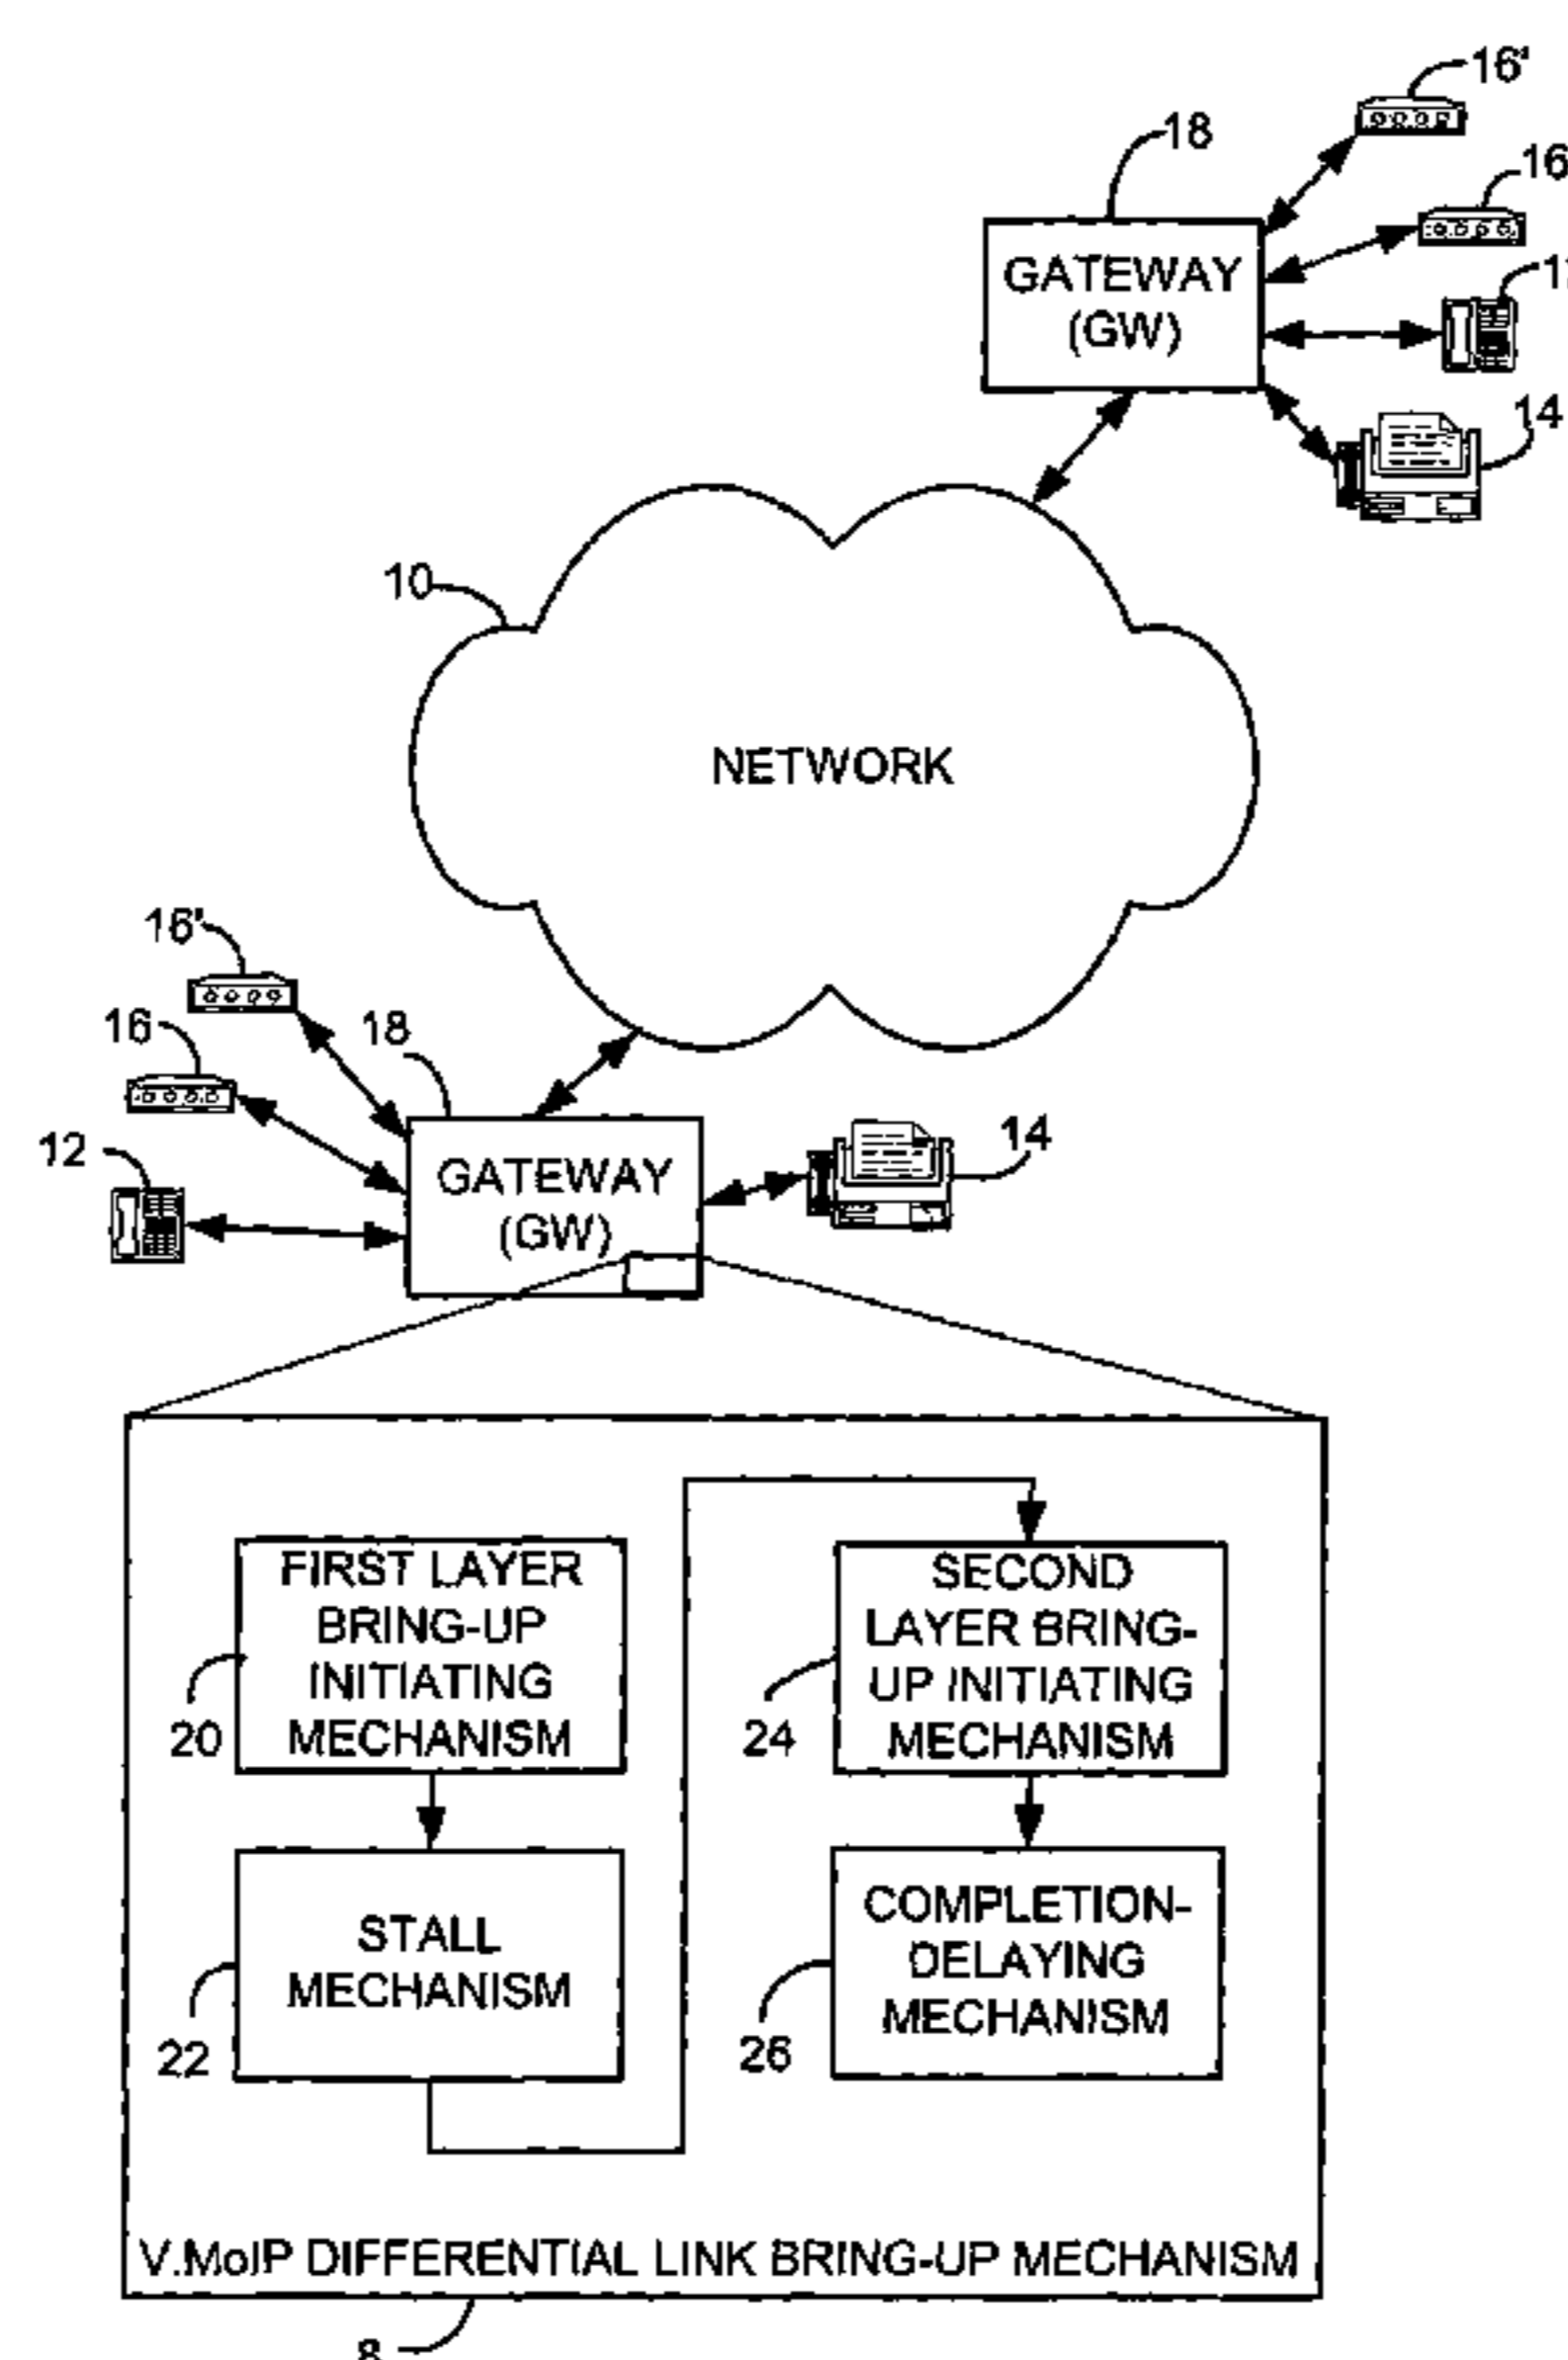 16'
18
16
GATEWAY
(GW)
14
10
NETWORK
16'
16
18
12
14
GATEWAY
(GW)
FIRST LAYER
BRING-UP
INITIATING
MECHANISM
20
SECOND
LAYER BRING-
UP INITIATING
MECHANISM
24
STALL
MECHANISM
22
COMPLETION-
DELAYING
MECHANISM
26
V.MoIP DIFFERENTIAL LINK BRING-UP MECHANISM
8